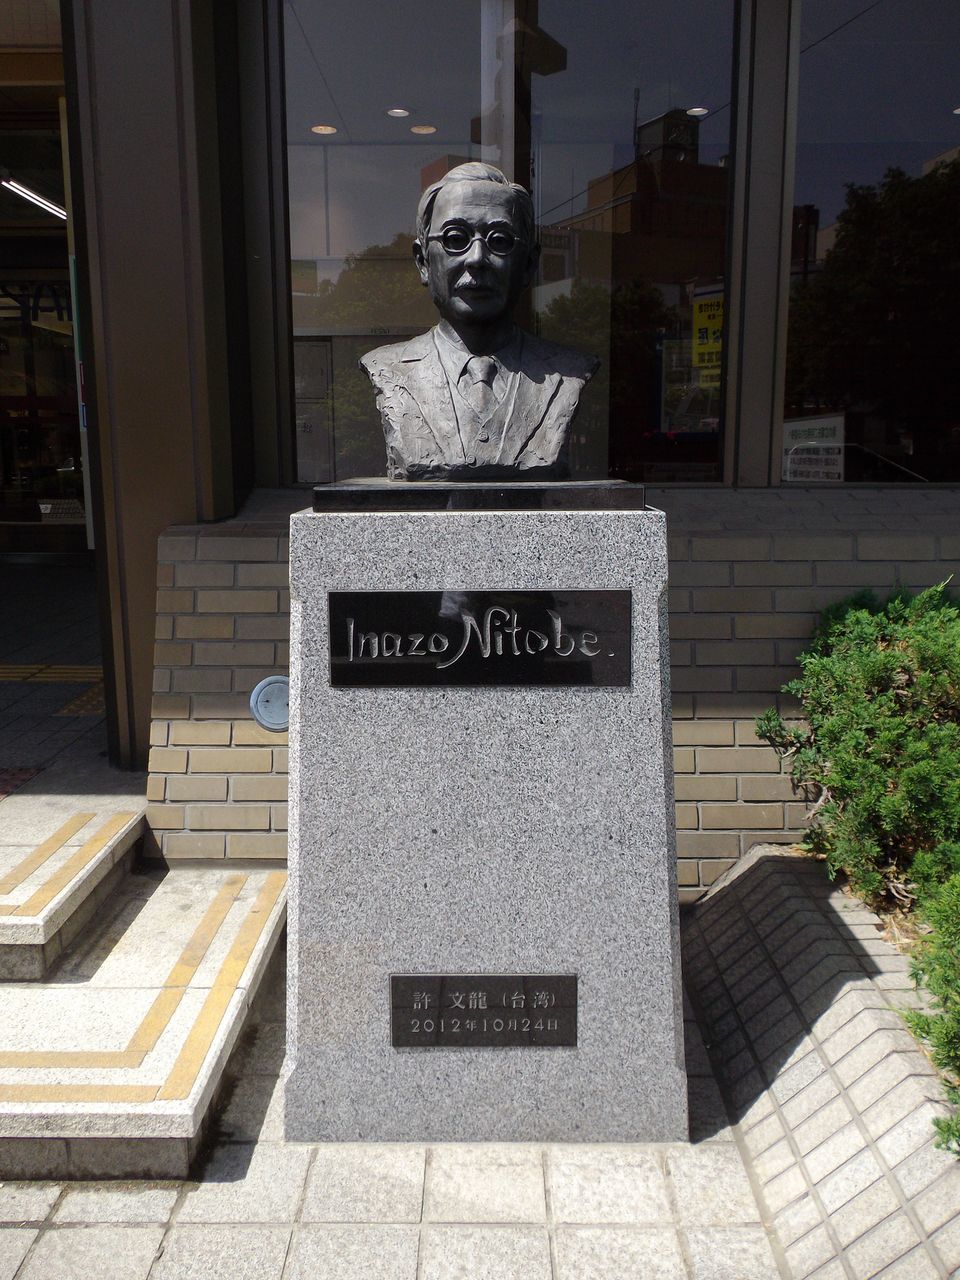 Inazo Nitobe.
許 文龍 (台湾)
2012年10月24日